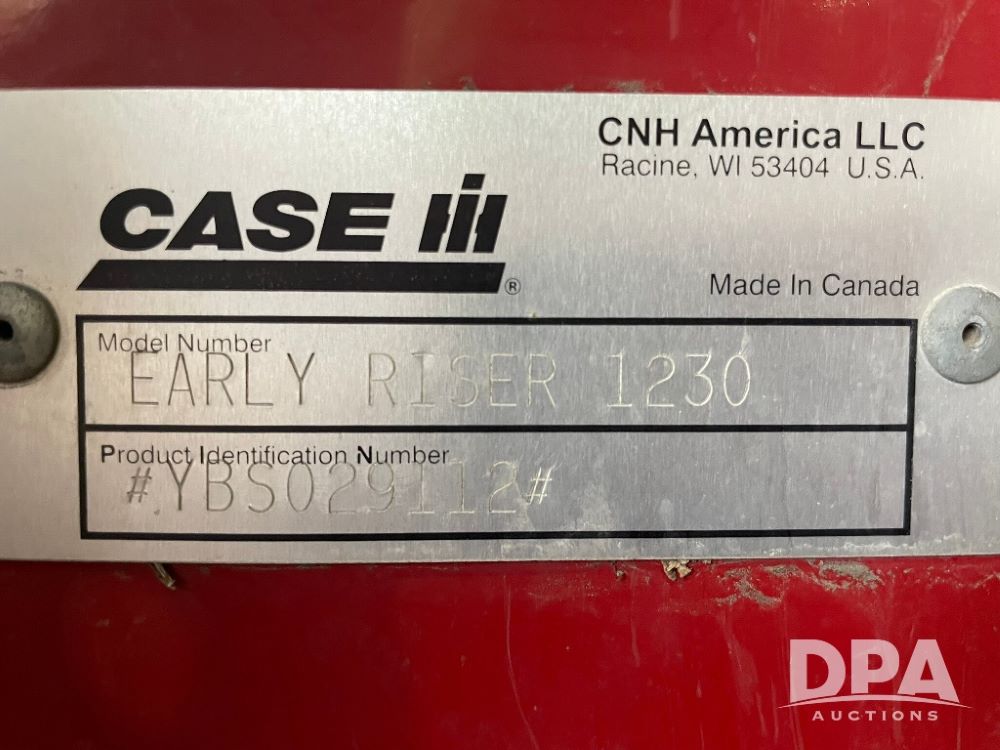 CNH America LLC
Racine, WI 53404 U.S.A.
CASE IH
®
Made In Canada
Model Number
EARLY RISER 1230
Product Identification Number
#YBS029112#
DPA
AUCTIONS